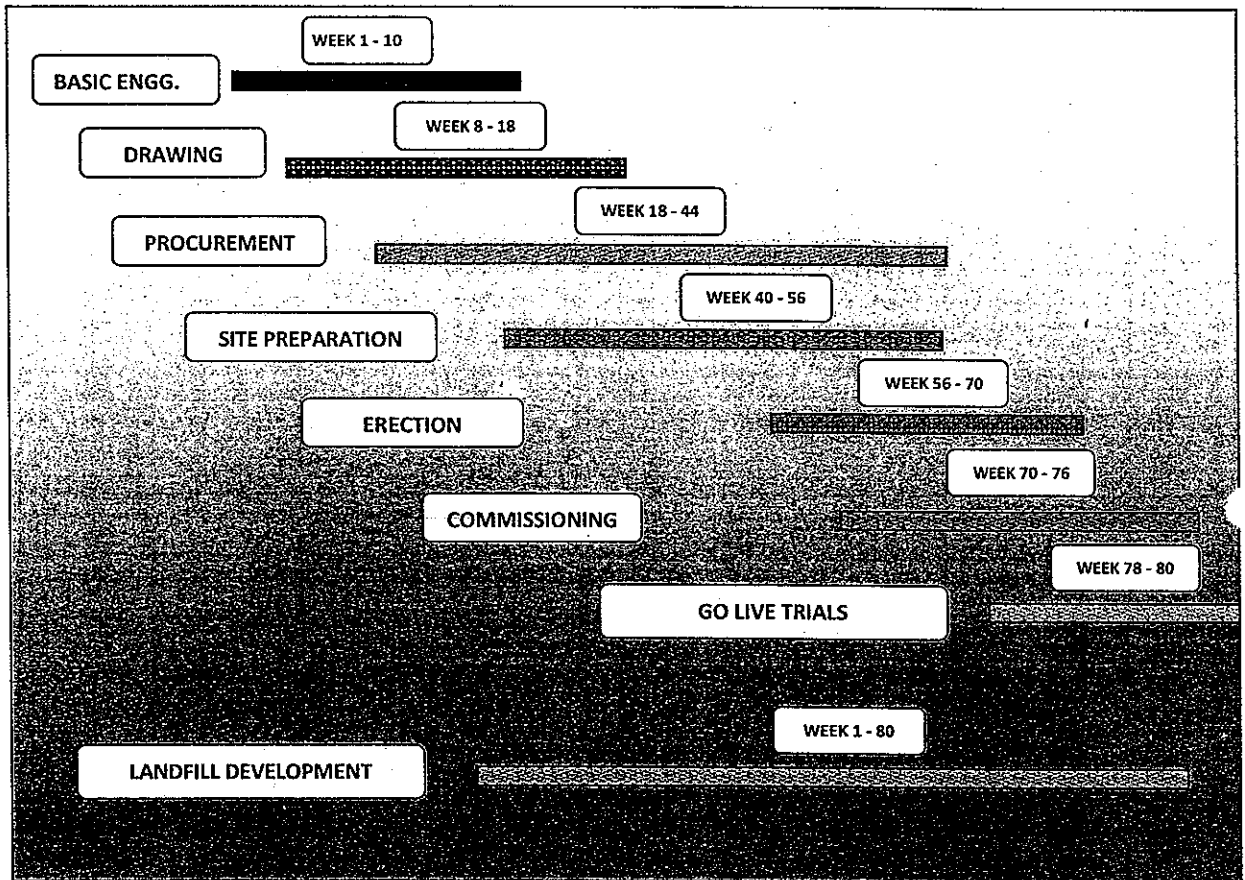 WEEK 1 - 10
BASIC ENGG.
WEEK 8 - 18
DRAWING
WEEK 18 - 44
PROCUREMENT
WEEK 40 - 56
SITE PREPARATION
WEEK 56 - 70
ERECTION
WEEK 70 - 76
COMMISSIONING
WEEK 78 - 80
GO LIVE TRIALS
WEEK 1 - 80
LANDFILL DEVELOPMENT